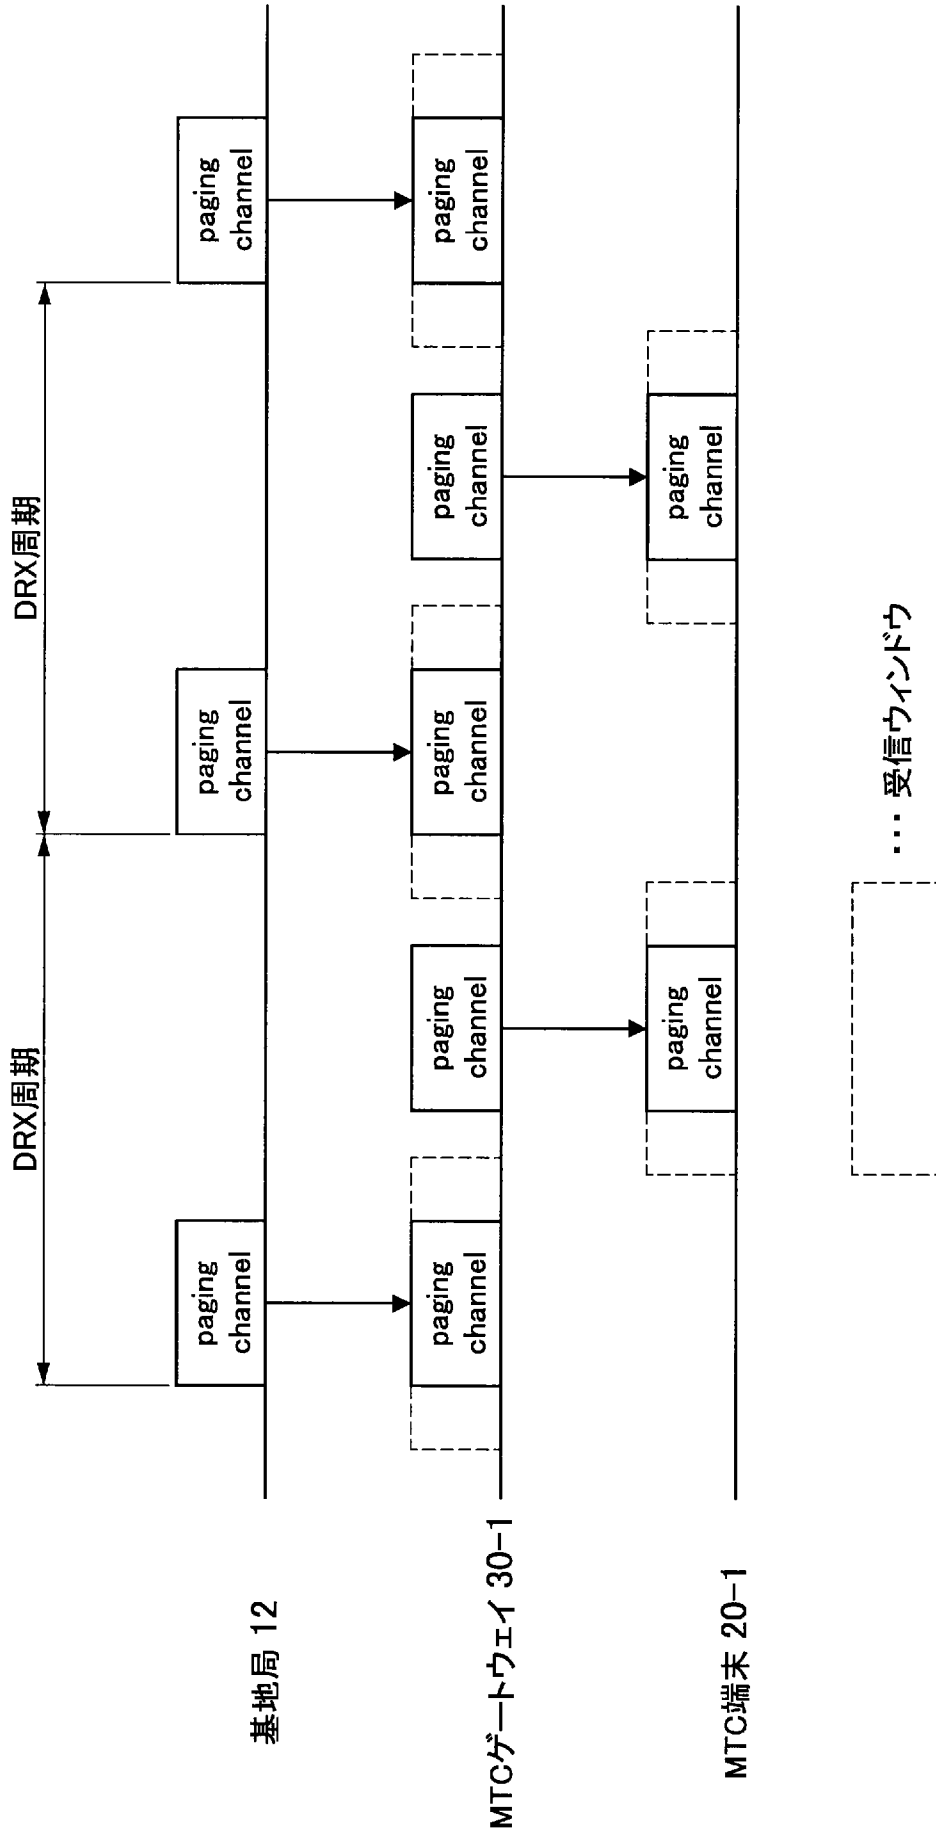 DRX周期
DRX周期
基地局 12
paging
channel
paging
channel
paging
channel
MTCゲートウェイ 30-1
paging
channel
paging
channel
paging
channel
paging
channel
paging
channel
MTC端末 20-1
paging
channel
paging
channel
･･･ 受信ウィンドウ